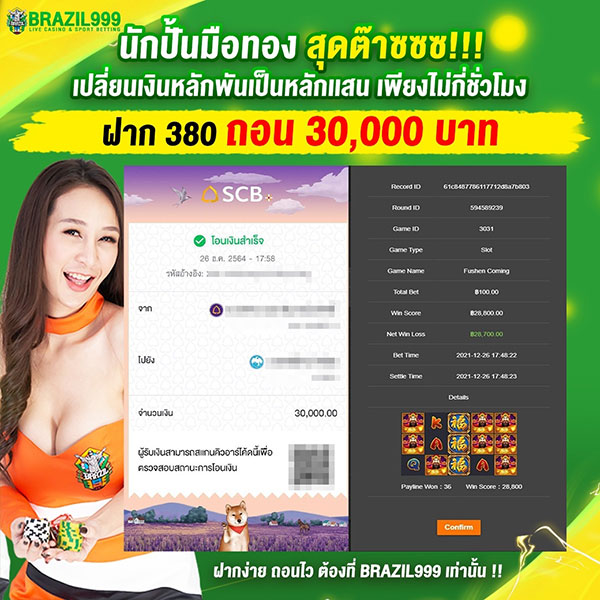 BRAZIL999
LIVE CASINO & SPORT BETTING
นักปั้นมือทอง สุดต๊าซซซ!!!
เปลี่ยนเงินหลักพันเป็นหลักแสน เพียงไม่กี่ชั่วโมง
ฝาก 380 ถอน 30,000 บาท
SCB
โอนเงินสำเร็จ
26 ธ.ค. 2564 - 17:58
รหัสอ้างอิง:
จาก
ไปยัง
จำนวนเงิน 30,000.00
ผู้รับเงินสามารถสแกนคิวอาร์โค้ดนี้เพื่อ
ตรวจสอบสถานะการโอนเงิน
Record ID 61c8487786117712d8a7b803
Round ID 594589239
Game ID 3031
Game Type Slot
Game Name Fushen Coming
Total Bet ฿100.00
Win Score ฿28,800.00
Net Win Loss ฿28,700.00
Bet Time 2021-12-26 17:48:22
Settle Time 2021-12-26 17:48:23
Details
K 福
福
福
Payline Won : 36 Win Score : 28,800
Confirm
BRAZIL
ฝากง่าย ถอนไว ต้องที่ BRAZIL999 เท่านั้น !!